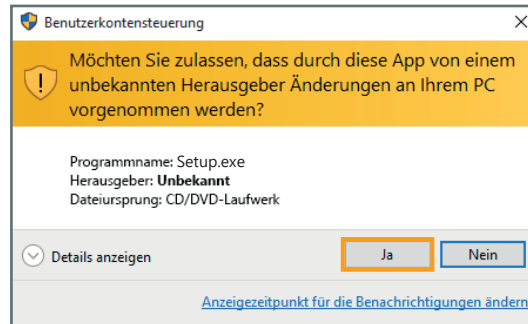 Benutzerkontensteuerung
Möchten Sie zulassen, dass durch diese App von einem
unbekannten Herausgeber Änderungen an Ihrem PC
vorgenommen werden?
Programmname: Setup.exe
Herausgeber: Unbekannt
Dateiursprung: CD/DVD-Laufwerk
Details anzeigen
Ja
Nein
Anzeigezeitpunkt für die Benachrichtigungen ändern